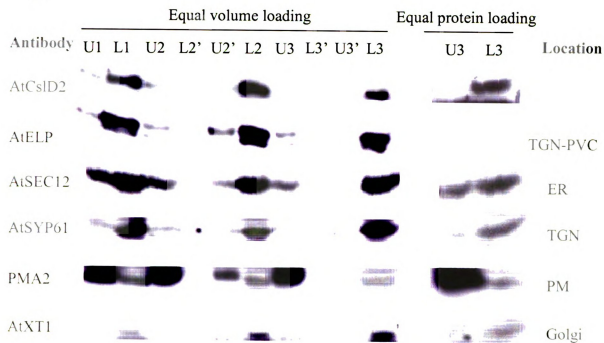 Equal volume loading Equal protein loading
Antibody U1 L1 U2 L2' U2' L2 U3 L3' U3' L3 U3 L3 Location
AtCslD2
AtELP TGN-PVC
AtSEC12 ER
AtSYP61 TGN
PMA2 PM
AtXT1 Golgi